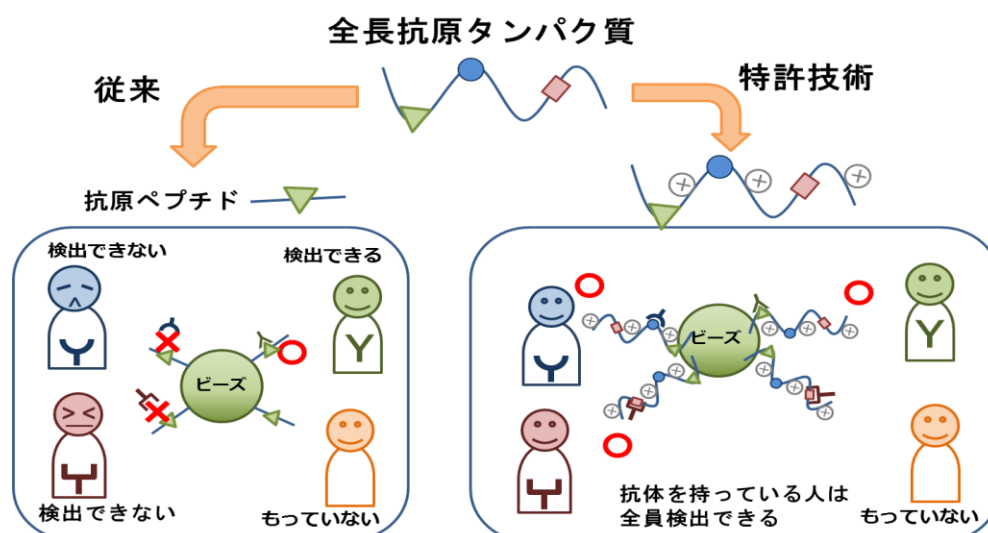 全長抗原タンパク質
従来
特許技術
抗原ペプチド
検出できない
検出できる
ビーズ
検出できない
もっていない
ビーズ
抗体を持っている人は
全員検出できる
もっていない